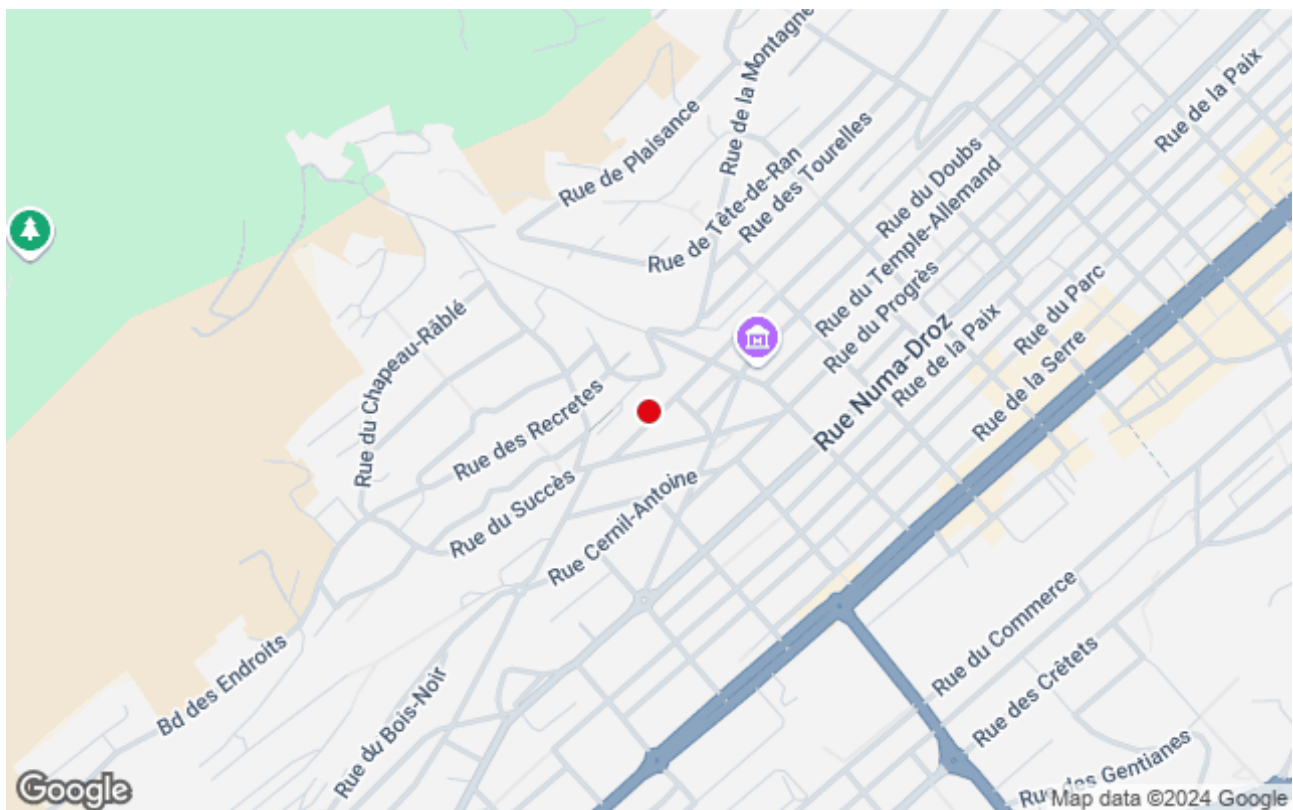 Rue de la Montagne
Rue de la Paix
Rue de Plaisance
Rue des Tourelles
Rue de Tête-de-Ran
Rue du Doubs
Rue du Temple-Allemand
Rue du Progrès
Rue du Parc
Rue du Chapeau-Râblé
Rue Numa-Droz
Rue de la Paix
Rue de la Serre
Rue des Recretes
Rue du Succès
Rue Cernil-Antoine
Rue du Commerce
Rue des Crêtets
Bd des Endroits
Rue du Bois-Noir
Rue des Gentianes
Google
Map data ©2024 Google